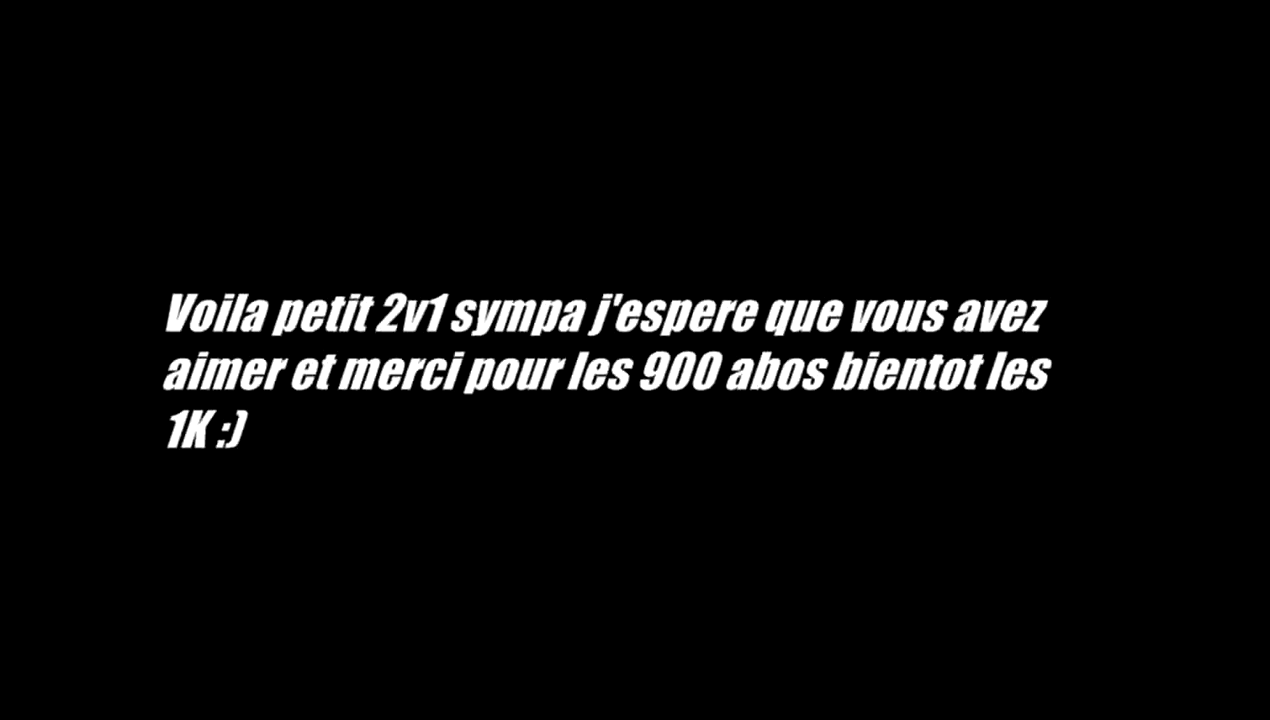 Voila petit 2v1 sympa j'espere que vous avez
aimer et merci pour les 900 abos bientot les
1K :)